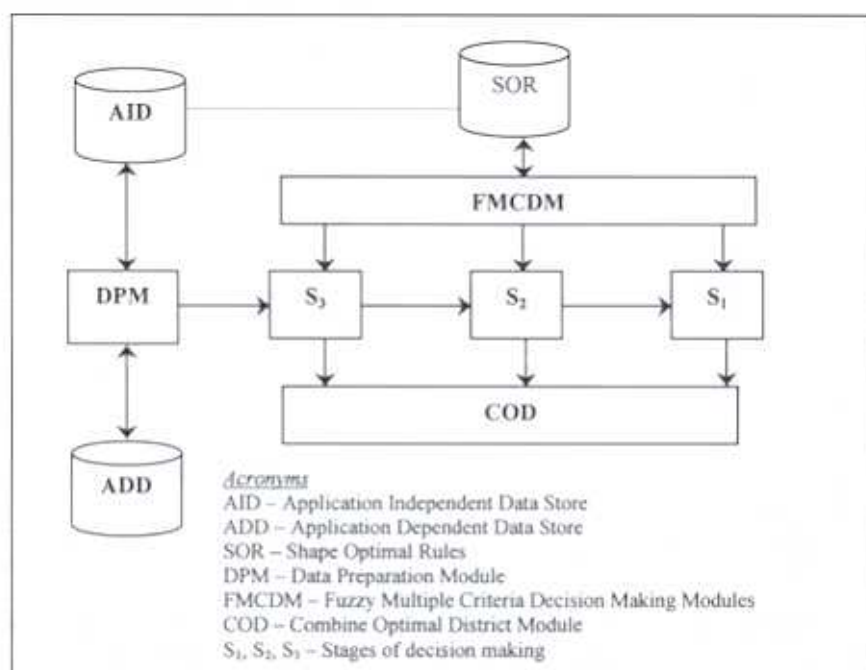 AID
SOR
FMCDM
DPM
S₃
S₂
S₁
COD
ADD
Acronyms
AID – Application Independent Data Store
ADD – Application Dependent Data Store
SOR – Shape Optimal Rules
DPM – Data Preparation Module
FMCDM – Fuzzy Multiple Criteria Decision Making Modules
COD – Combine Optimal District Module
S₁, S₂, S₃ – Stages of decision making